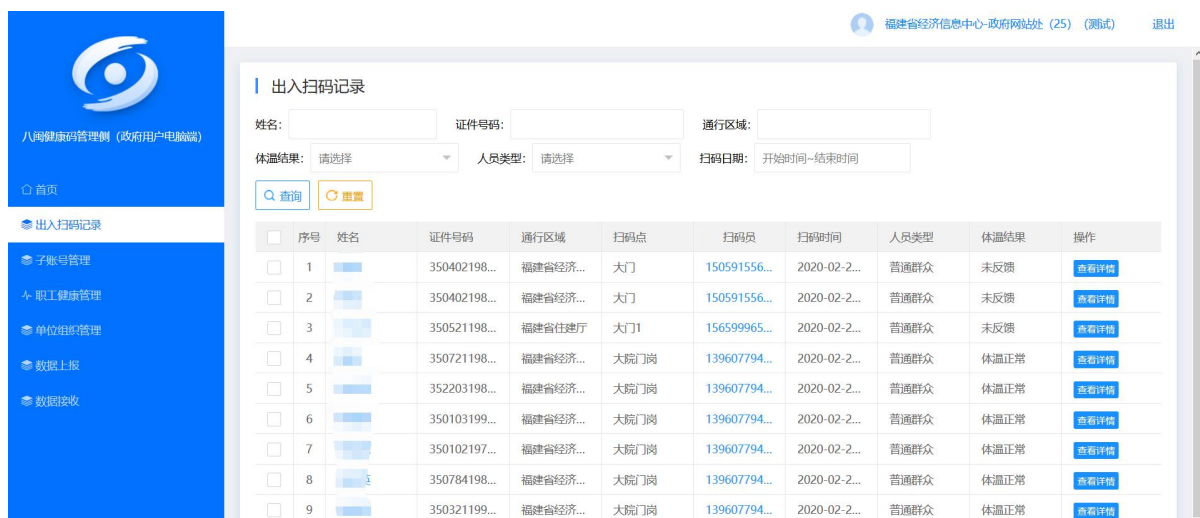 福建省经济信息中心-政府网站处（25）（测试） 退出
八闽健康码管理侧（政府用户电脑端）
首页
出入扫码记录
子账号管理
职工健康管理
单位组织管理
数据上报
数据接收
出入扫码记录
姓名： 证件号码： 通行区域：
体温结果： 请选择 人员类型： 请选择 扫码日期： 开始时间~结束时间
查询 重置
序号 姓名 证件号码 通行区域 扫码点 扫码员 扫码时间 人员类型 体温结果 操作
1 350402198... 福建省经济... 大门 150591556... 2020-02-2... 普通群众 未反馈 查看详情
2 350402198... 福建省经济... 大门 150591556... 2020-02-2... 普通群众 未反馈 查看详情
3 350521198... 福建省住建厅 大门1 156599965... 2020-02-2... 普通群众 未反馈 查看详情
4 350721198... 福建省经济... 大院门岗 139607794... 2020-02-2... 普通群众 体温正常 查看详情
5 352203198... 福建省经济... 大院门岗 139607794... 2020-02-2... 普通群众 体温正常 查看详情
6 350103199... 福建省经济... 大院门岗 139607794... 2020-02-2... 普通群众 体温正常 查看详情
7 350102197... 福建省经济... 大院门岗 139607794... 2020-02-2... 普通群众 体温正常 查看详情
8 350784198... 福建省经济... 大院门岗 139607794... 2020-02-2... 普通群众 体温正常 查看详情
9 350321199... 福建省经济... 大院门岗 139607794... 2020-02-2... 普通群众 体温正常 查看详情